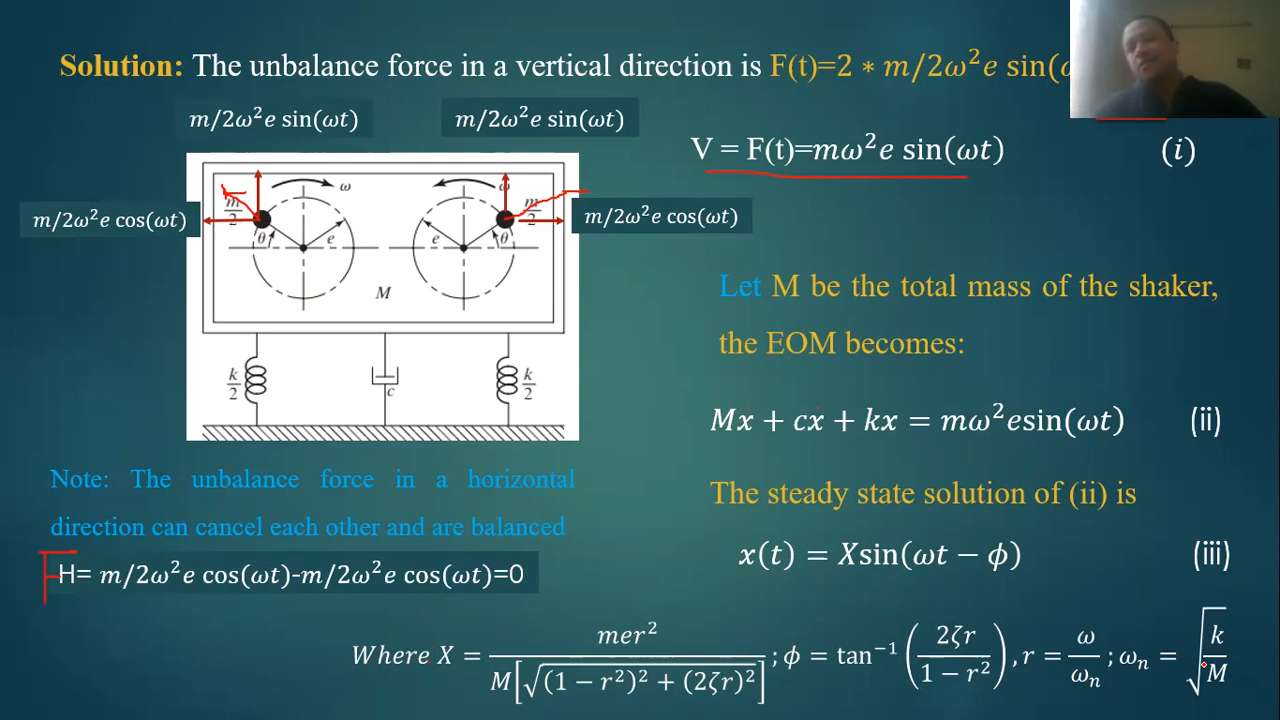 Solution: The unbalance force in a vertical direction is F(t)=2 ∗ m/2ω²e sin(
m/2ω²e sin(ωt)
m/2ω²e sin(ωt)
V = F(t)=mω²e sin(ωt) (i)
ω
ω
m/2
m/2
m/2ω²e cos(ωt)
m/2ω²e cos(ωt)
θ
e
e
θ
M
Let M be the total mass of the shaker,
the EOM becomes:
k/2
c
k/2
Mẍ + cẋ + kx = mω²esin(ωt) (ii)
Note: The unbalance force in a horizontal
direction can cancel each other and are balanced
The steady state solution of (ii) is
H= m/2ω²e cos(ωt)-m/2ω²e cos(ωt)=0
x(t) = Xsin(ωt − ϕ) (iii)
Where X = mer² / M[√(1 − r²)² + (2ζr)²] ; ϕ = tan⁻¹(2ζr / 1 − r²), r = ω/ωₙ ; ωₙ = √k/M